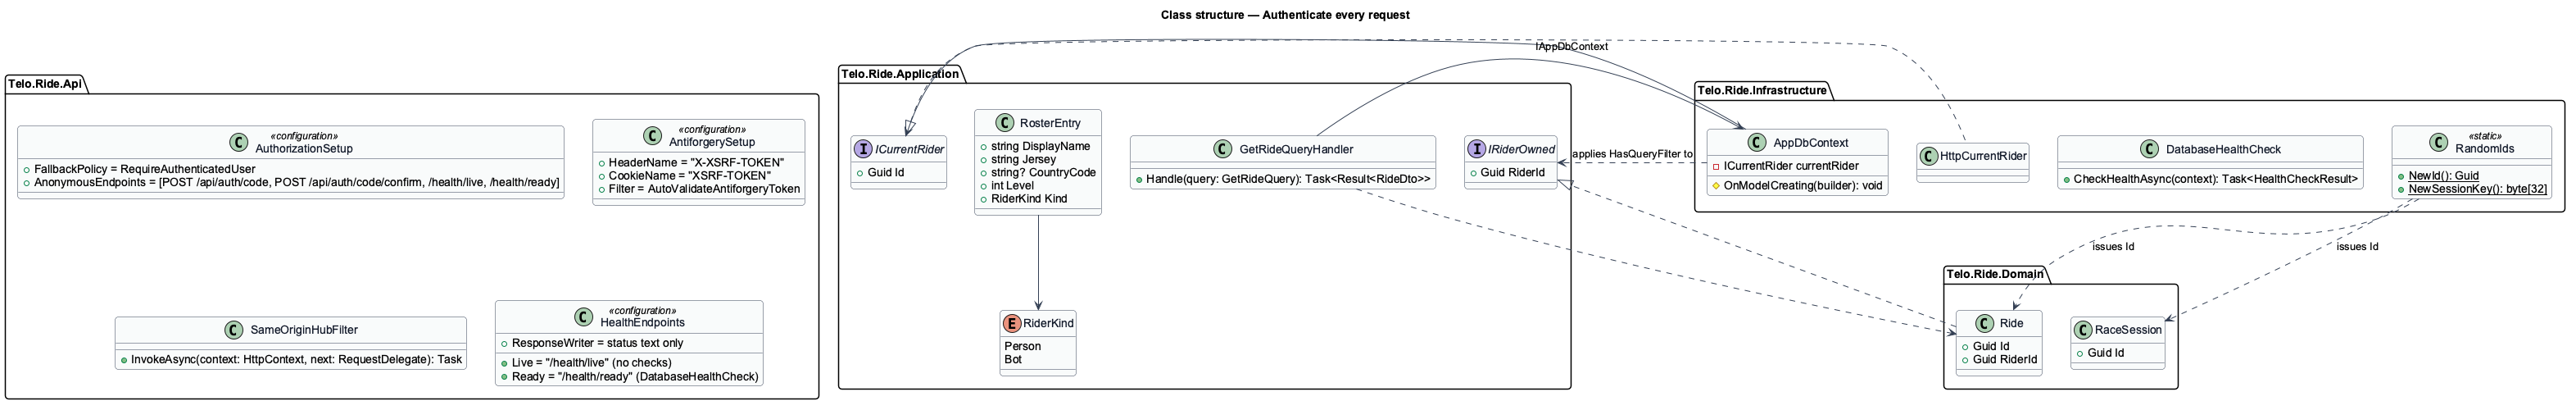 Class structure — Authenticate every request
Telo.Ride.Api
«configuration»
AuthorizationSetup
FallbackPolicy = RequireAuthenticatedUser
AnonymousEndpoints = [POST /api/auth/code, POST /api/auth/code/confirm, /health/live, /health/ready]
«configuration»
AntiforgerySetup
HeaderName = "X-XSRF-TOKEN"
CookieName = "XSRF-TOKEN"
Filter = AutoValidateAntiforgeryToken
SameOriginHubFilter
InvokeAsync(context: HttpContext, next: RequestDelegate): Task
«configuration»
HealthEndpoints
ResponseWriter = status text only
Live = "/health/live" (no checks)
Ready = "/health/ready" (DatabaseHealthCheck)
Telo.Ride.Application
ICurrentRider
Guid Id
RosterEntry
string DisplayName
string Jersey
string? CountryCode
int Level
RiderKind Kind
GetRideQueryHandler
Handle(query: GetRideQuery): Task<Result<RideDto>>
IRiderOwned
Guid RiderId
RiderKind
Person
Bot
IAppDbContext
applies HasQueryFilter to
Telo.Ride.Infrastructure
AppDbContext
ICurrentRider currentRider
OnModelCreating(builder): void
HttpCurrentRider
DatabaseHealthCheck
CheckHealthAsync(context): Task<HealthCheckResult>
«static»
RandomIds
NewId(): Guid
NewSessionKey(): byte[32]
issues Id
issues Id
Telo.Ride.Domain
Ride
Guid Id
Guid RiderId
RaceSession
Guid Id